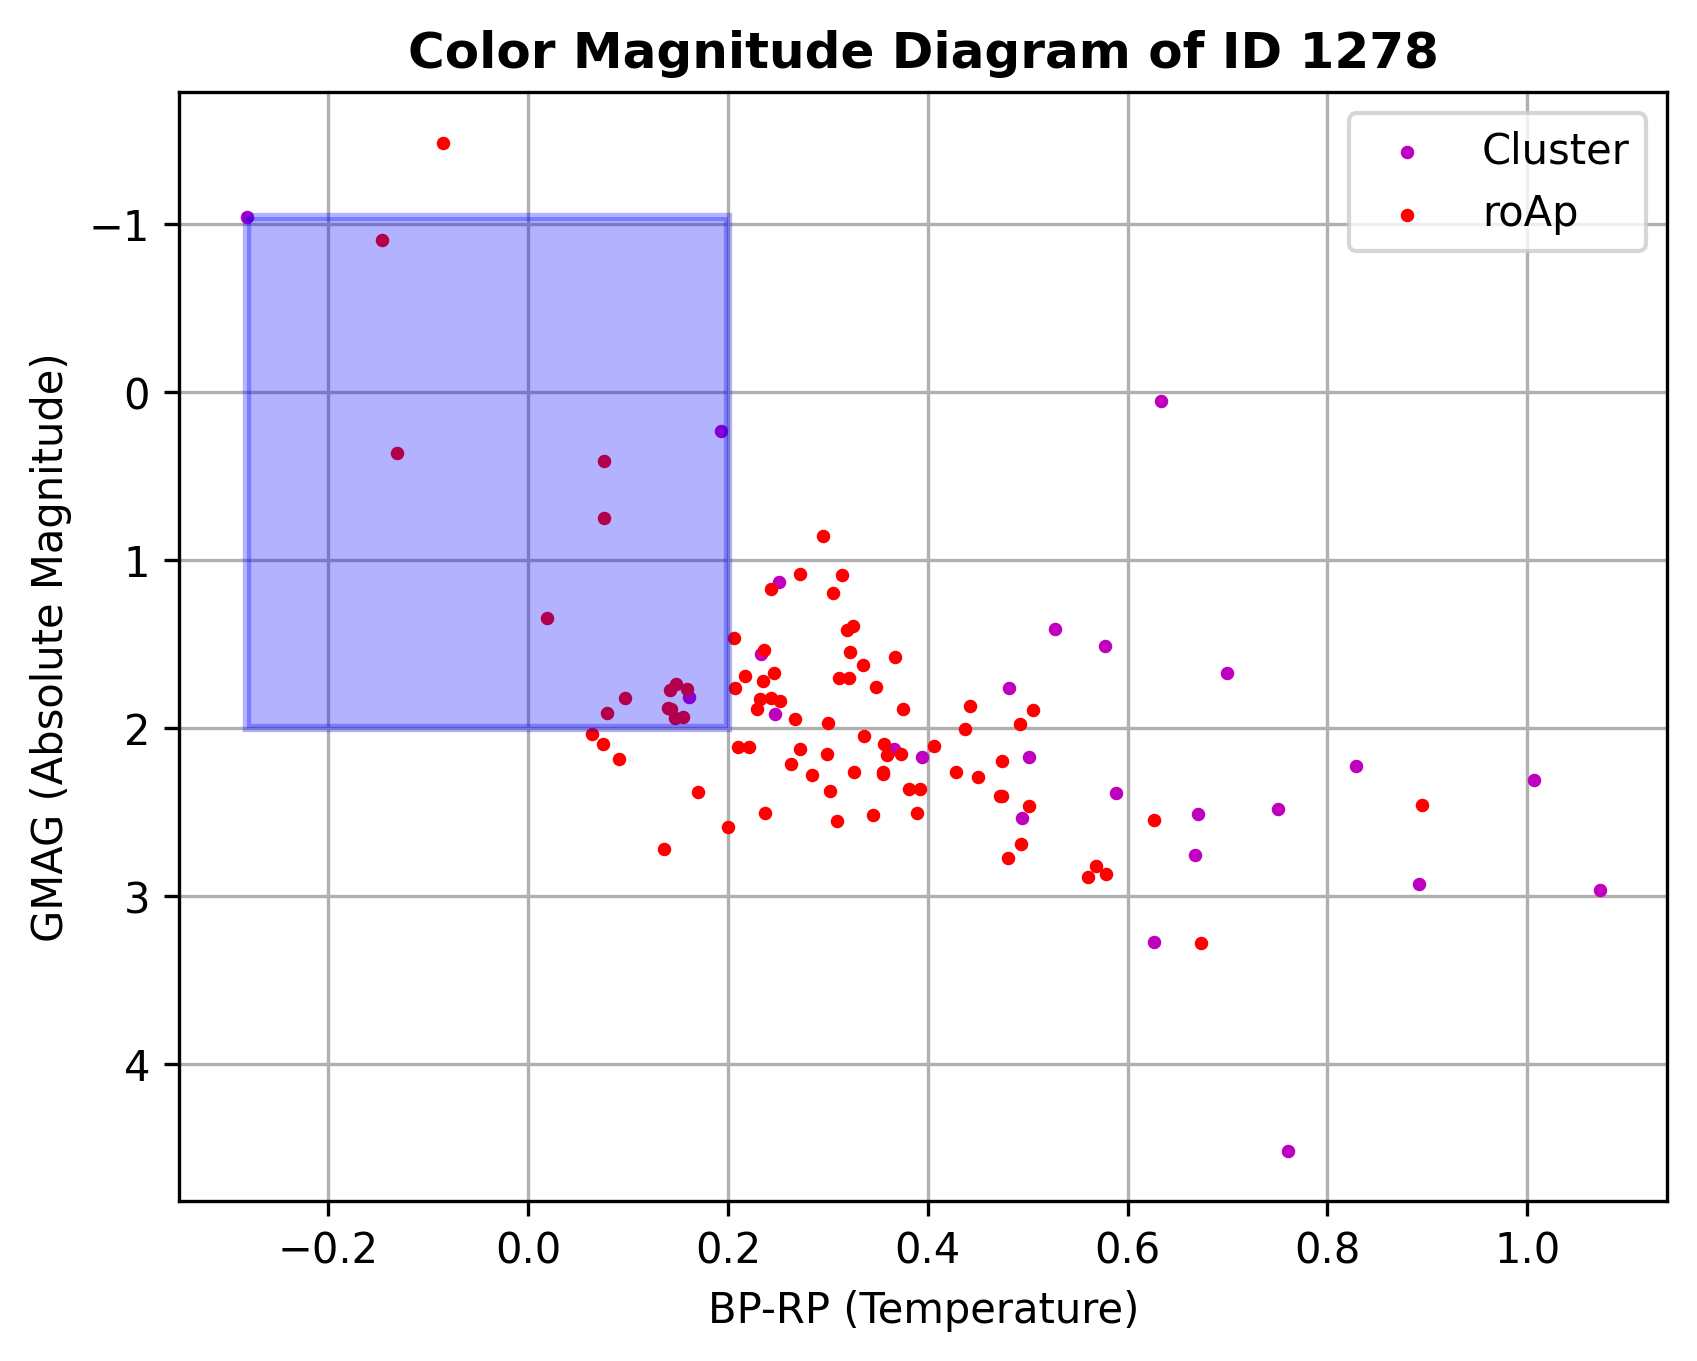 Color Magnitude Diagram of ID 1278
Cluster
roAp
−1
0
1
2
3
4
GMAG (Absolute Magnitude)
−0.2 0.0 0.2 0.4 0.6 0.8 1.0
BP-RP (Temperature)